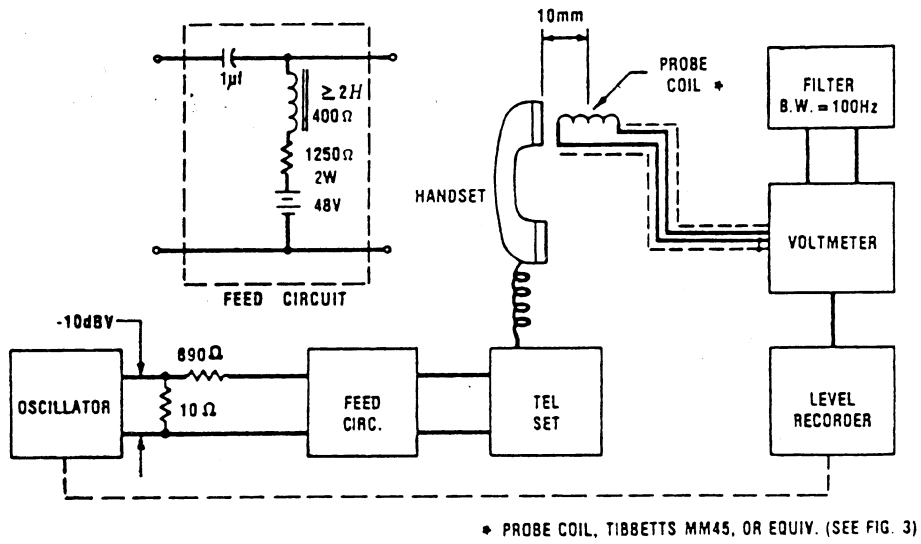 10mm
PROBE
COIL *
FILTER
B.W. = 100Hz
1µf
≥ 2H
400Ω
1250Ω
2W
48V
HANDSET
VOLTMETER
FEED CIRCUIT
-10dBV
890Ω
10Ω
OSCILLATOR
FEED
CIRC.
TEL
SET
LEVEL
RECORDER
* PROBE COIL, TIBBETTS MM45, OR EQUIV. (SEE FIG. 3)